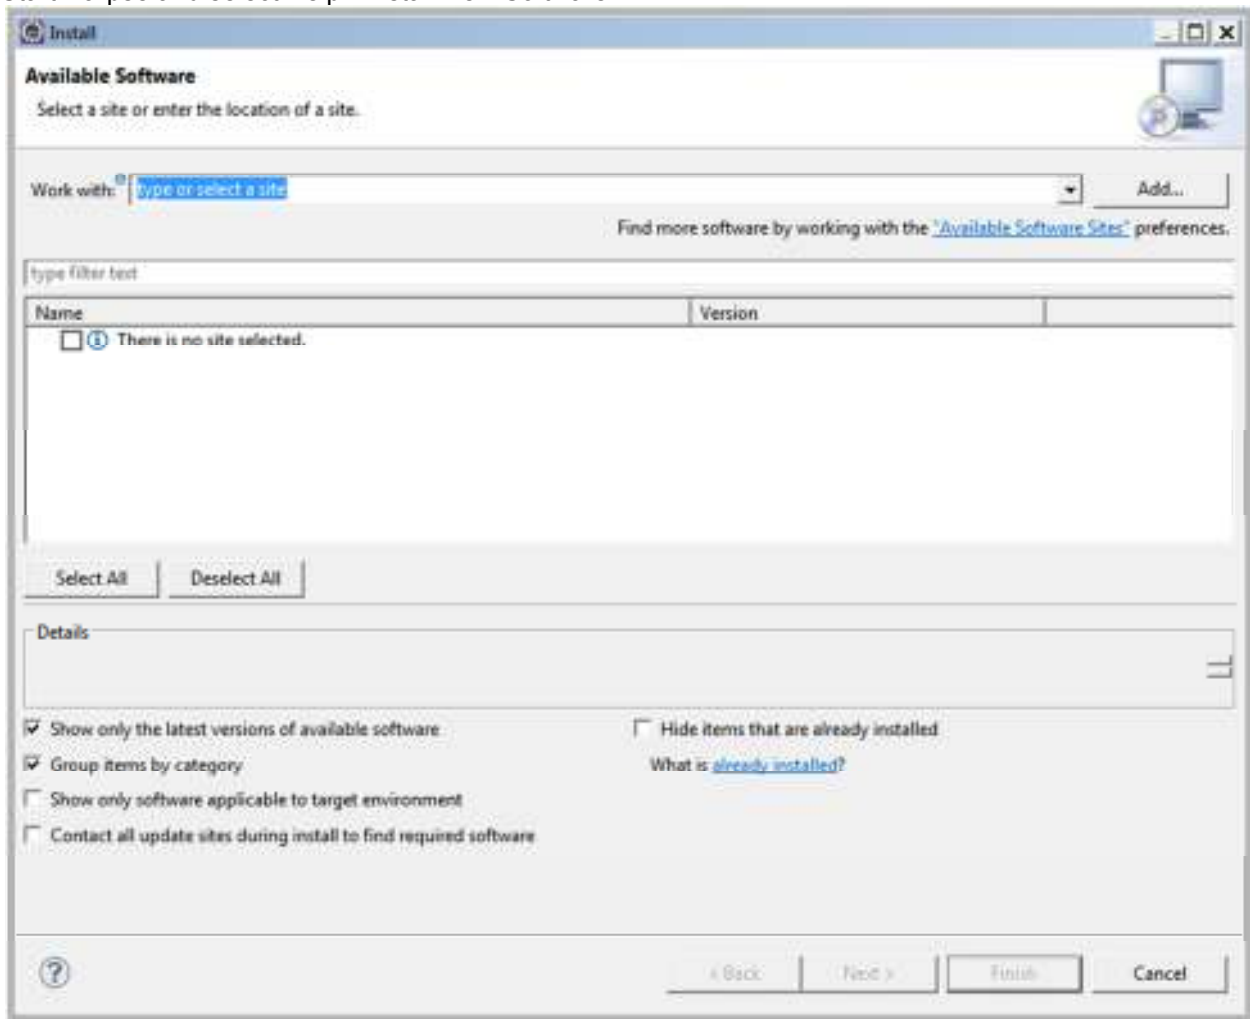 Install
Available Software
Select a site or enter the location of a site.
Work with: type or select a site Add...
Find more software by working with the "Available Software Sites" preferences.
type filter text
Name Version
There is no site selected.
Select All Deselect All
Details
Show only the latest versions of available software Hide items that are already installed
Group items by category What is already installed?
Show only software applicable to target environment
Contact all update sites during install to find required software
< Back Next > Finish Cancel